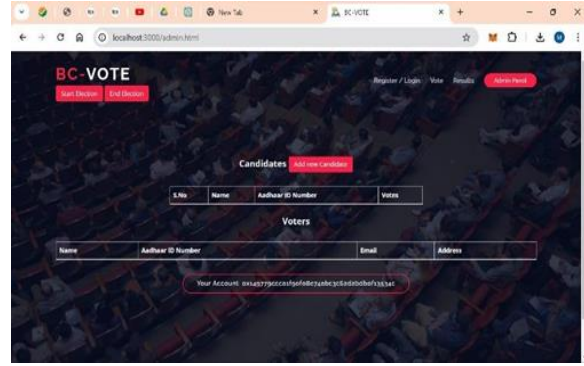 New Tab
BC-VOTE
localhost:3000/admin.html
BC-VOTE
Register / Login Vote Results Admin Panel
Start Election End Election
Candidates Add new Candidate
S.No Name Aadhaar ID Number Votes
Voters
Name Aadhaar ID Number Email Address
Your Account: